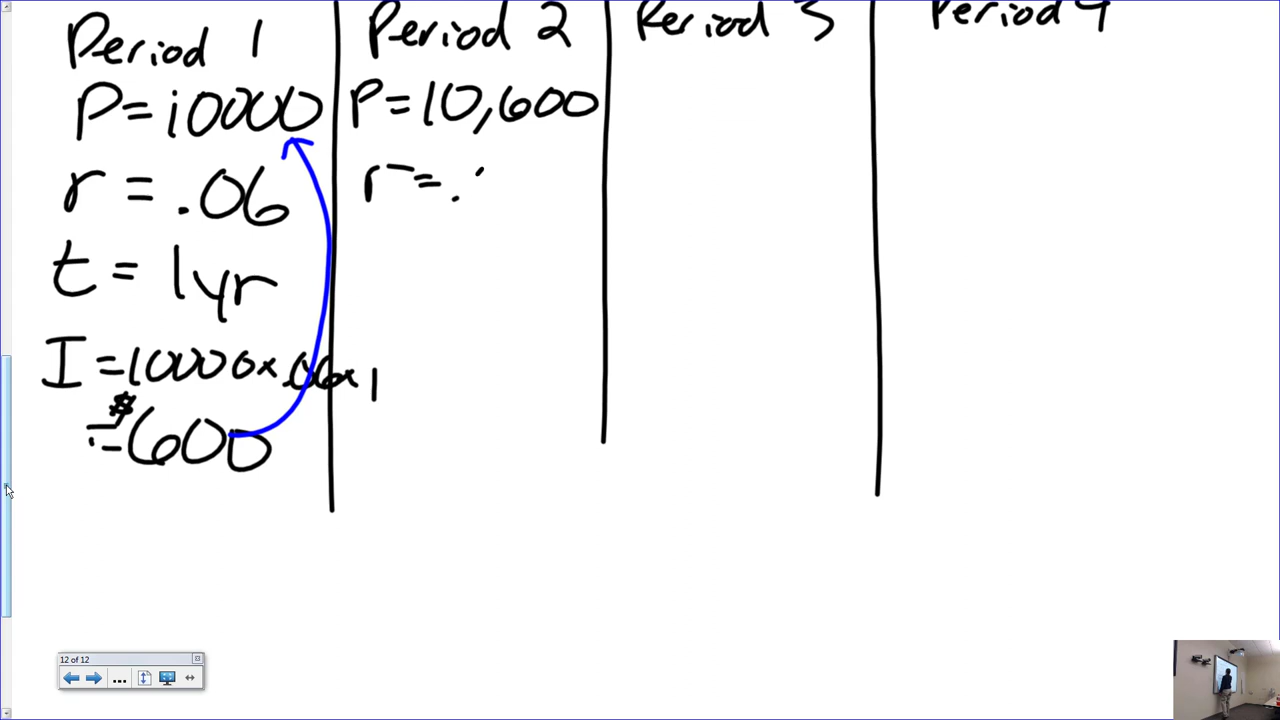 Period 1
P=10000
r = .06
t = 1yr
I =10000×.06×1
=$600
Period 2
P=10,600
r = .
Period 3
Period 4
12 of 12
...